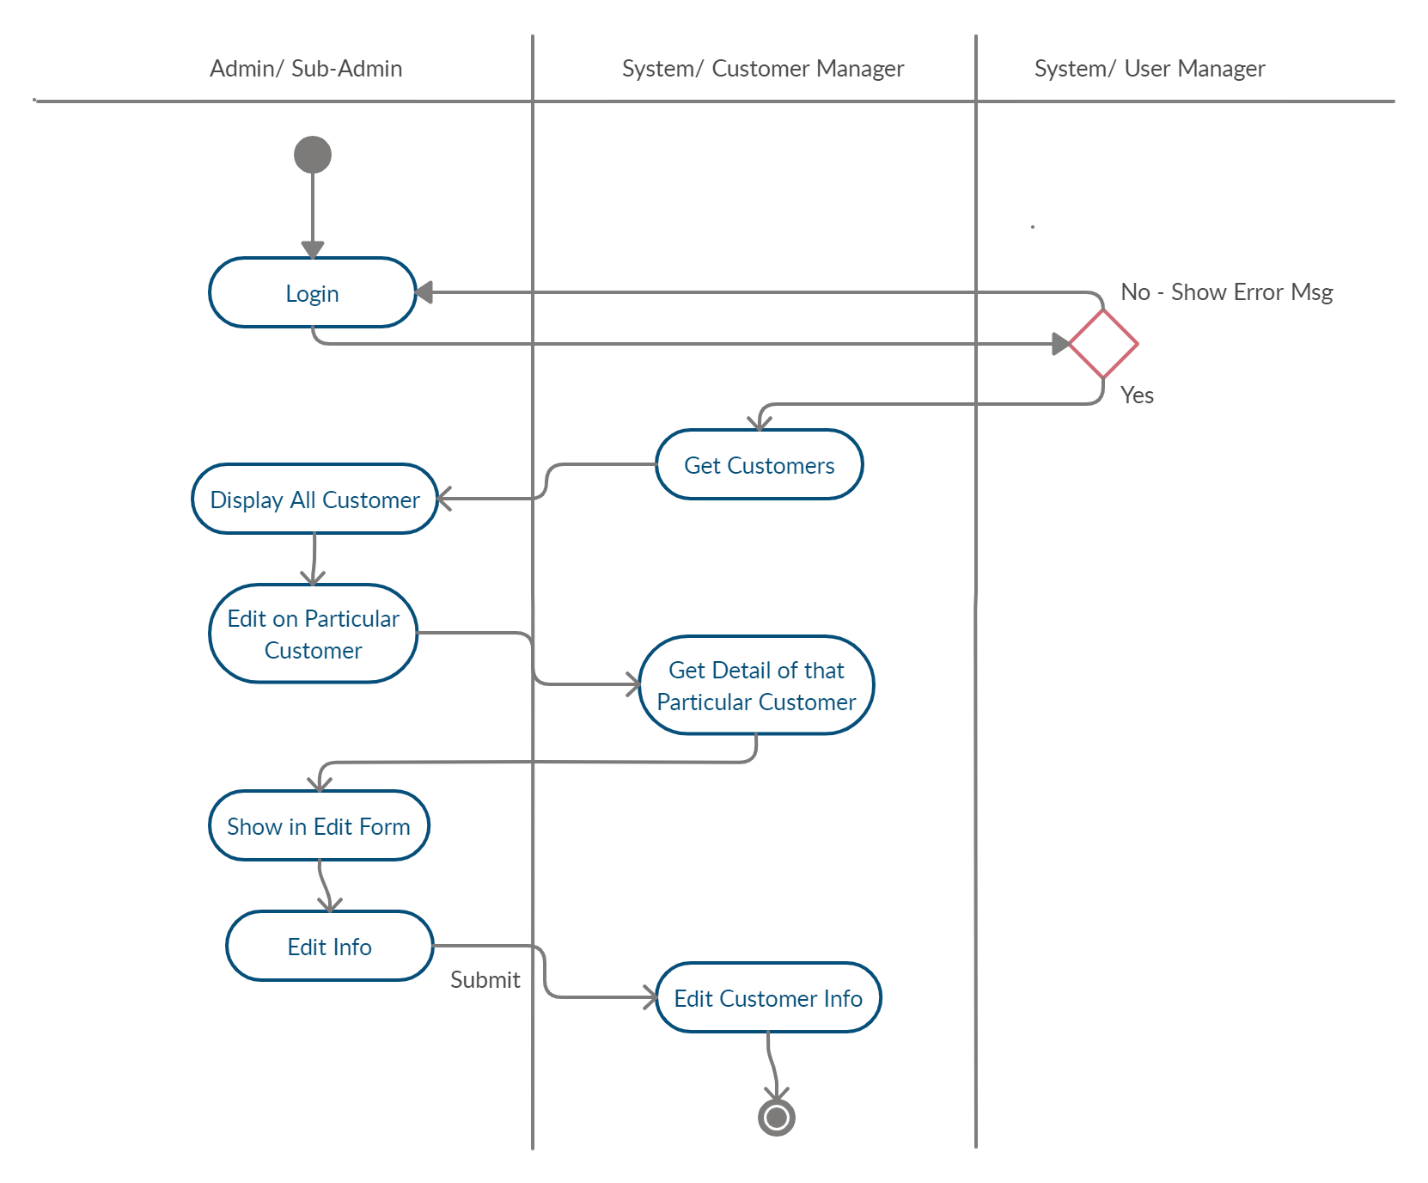 Admin/ Sub-Admin
System/ Customer Manager
System/ User Manager
Login
No - Show Error Msg
Yes
Get Customers
Display All Customer
Edit on Particular
Customer
Get Detail of that
Particular Customer
Show in Edit Form
Edit Info
Submit
Edit Customer Info